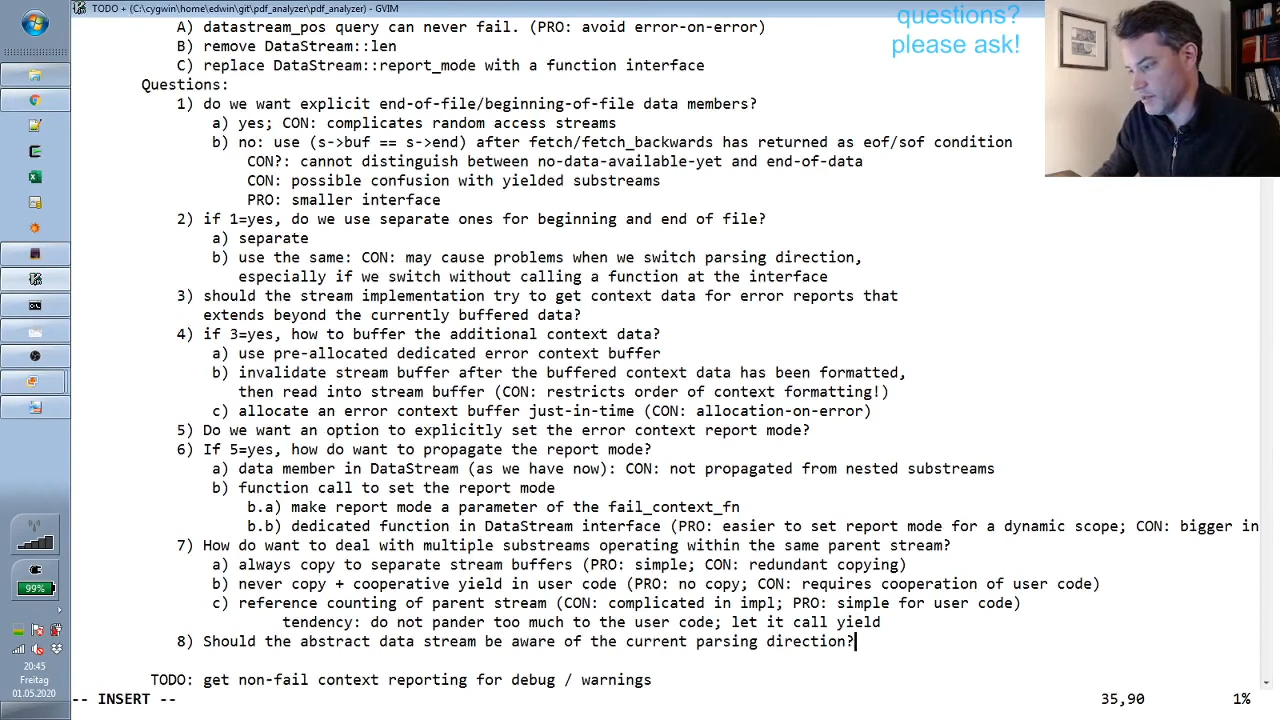 TODO + (C:\cygwin\home\edwin\git\pdf_analyzer\pdf_analyzer) - GVIM
A) datastream_pos query can never fail. (PRO: avoid error-on-error)
B) remove DataStream::len
C) replace DataStream::report_mode with a function interface
Questions:
1) do we want explicit end-of-file/beginning-of-file data members?
a) yes; CON: complicates random access streams
b) no: use (s->buf == s->end) after fetch/fetch_backwards has returned as eof/sof condition
CON?: cannot distinguish between no-data-available-yet and end-of-data
CON: possible confusion with yielded substreams
PRO: smaller interface
2) if 1=yes, do we use separate ones for beginning and end of file?
a) separate
b) use the same: CON: may cause problems when we switch parsing direction,
especially if we switch without calling a function at the interface
3) should the stream implementation try to get context data for error reports that
extends beyond the currently buffered data?
4) if 3=yes, how to buffer the additional context data?
a) use pre-allocated dedicated error context buffer
b) invalidate stream buffer after the buffered context data has been formatted,
then read into stream buffer (CON: restricts order of context formatting!)
c) allocate an error context buffer just-in-time (CON: allocation-on-error)
5) Do we want an option to explicitly set the error context report mode?
6) If 5=yes, how do want to propagate the report mode?
a) data member in DataStream (as we have now): CON: not propagated from nested substreams
b) function call to set the report mode
b.a) make report mode a parameter of the fail_context_fn
b.b) dedicated function in DataStream interface (PRO: easier to set report mode for a dynamic scope; CON: bigger in
7) How do want to deal with multiple substreams operating within the same parent stream?
a) always copy to separate stream buffers (PRO: simple; CON: redundant copying)
b) never copy + cooperative yield in user code (PRO: no copy; CON: requires cooperation of user code)
c) reference counting of parent stream (CON: complicated in impl; PRO: simple for user code)
tendency: do not pander too much to the user code; let it call yield
8) Should the abstract data stream be aware of the current parsing direction?
TODO: get non-fail context reporting for debug / warnings
-- INSERT --
35,90
1%
questions?
please ask!
99%
20:45
Freitag
01.05.2020